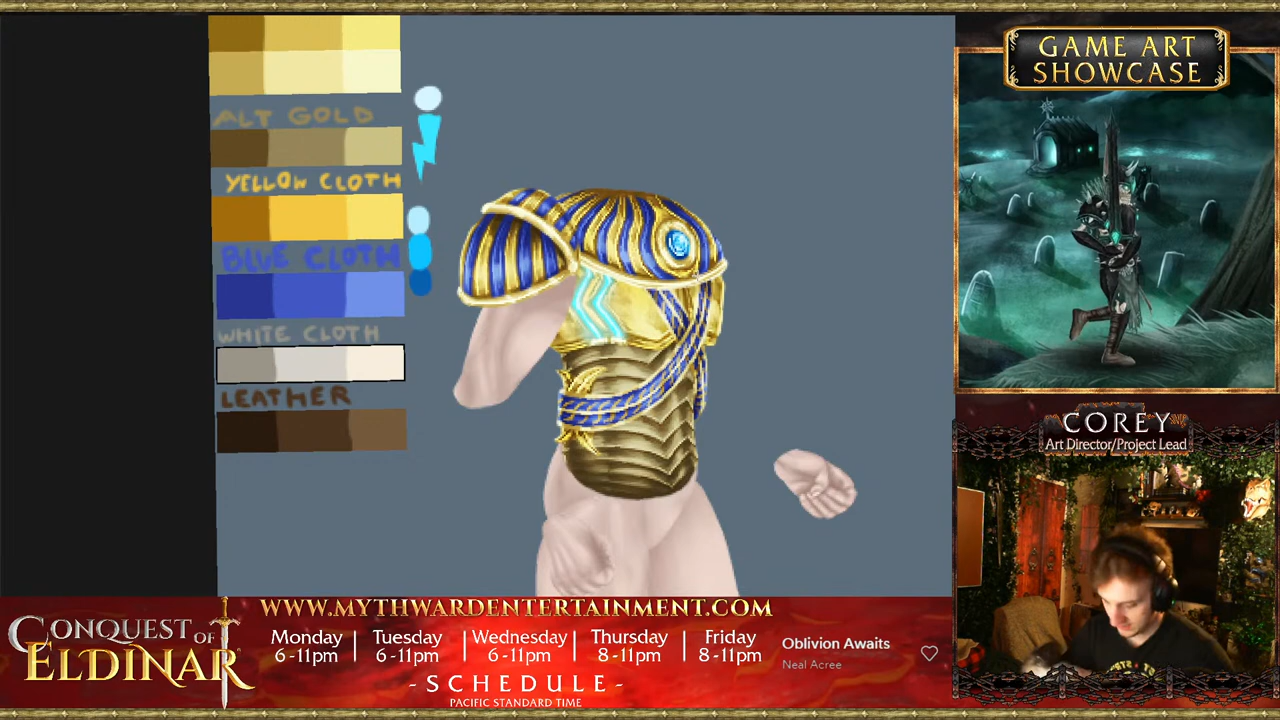 GAME ART
SHOWCASE
ALT GOLD
YELLOW CLOTH
BLUE CLOTH
WHITE CLOTH
LEATHER
COREY
Art Director/Project Lead
CONQUEST OF
ELDINAR
WWW.MYTHWARDENTERTAINMENT.COM
Monday | Tuesday | Wednesday | Thursday | Friday
6 -11pm 6 -11pm 6 -11pm 8 -11pm 8 -11pm
- SCHEDULE -
PACIFIC STANDARD TIME
Oblivion Awaits
Neal Acree